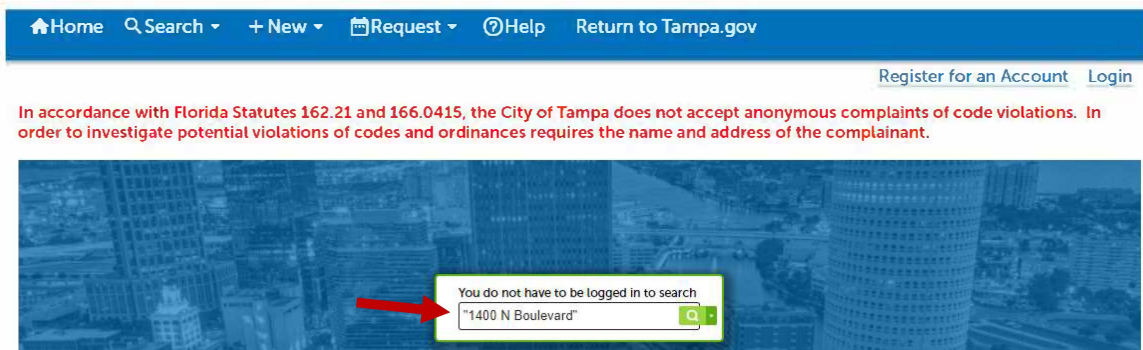 Home Search New Request Help Return to Tampa.gov
Register for an Account Login
In accordance with Florida Statutes 162.21 and 166.0415, the City of Tampa does not accept anonymous complaints of code violations. In
order to investigate potential violations of codes and ordinances requires the name and address of the complainant.
You do not have to be logged in to search
"1400 N Boulevard"